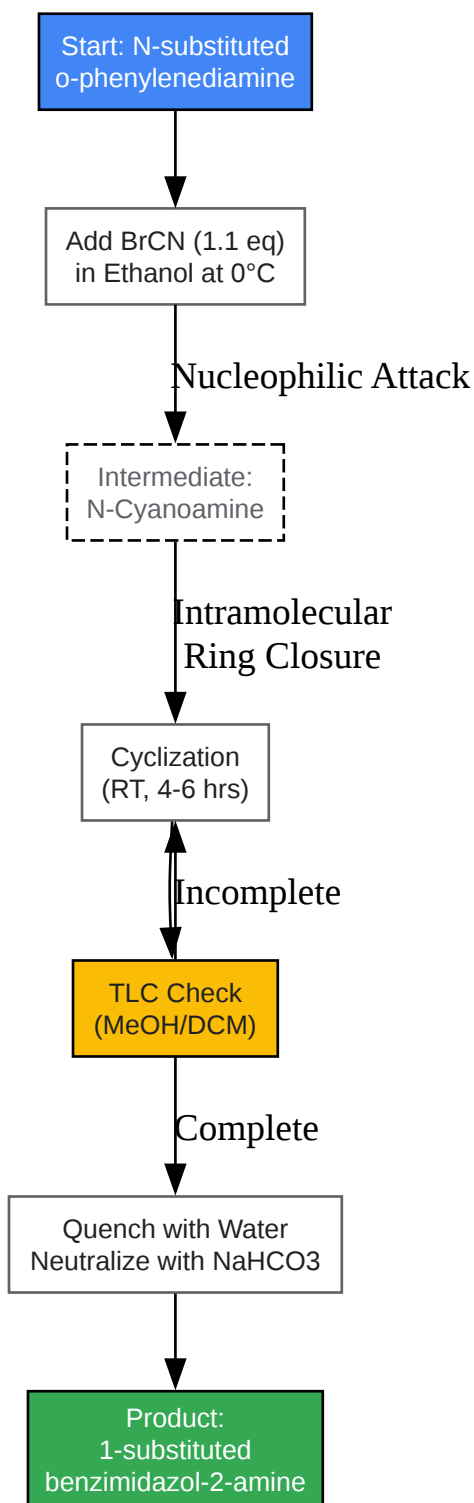 Start: N-substituted
o-phenylenediamine
Add BrCN (1.1 eq)
in Ethanol at 0°C
Nucleophilic Attack
Intermediate:
N-Cyanoamine
Intramolecular
Ring Closure
Cyclization
(RT, 4-6 hrs)
Incomplete
TLC Check
(MeOH/DCM)
Complete
Quench with Water
Neutralize with NaHCO3
Product:
1-substituted
benzimidazol-2-amine